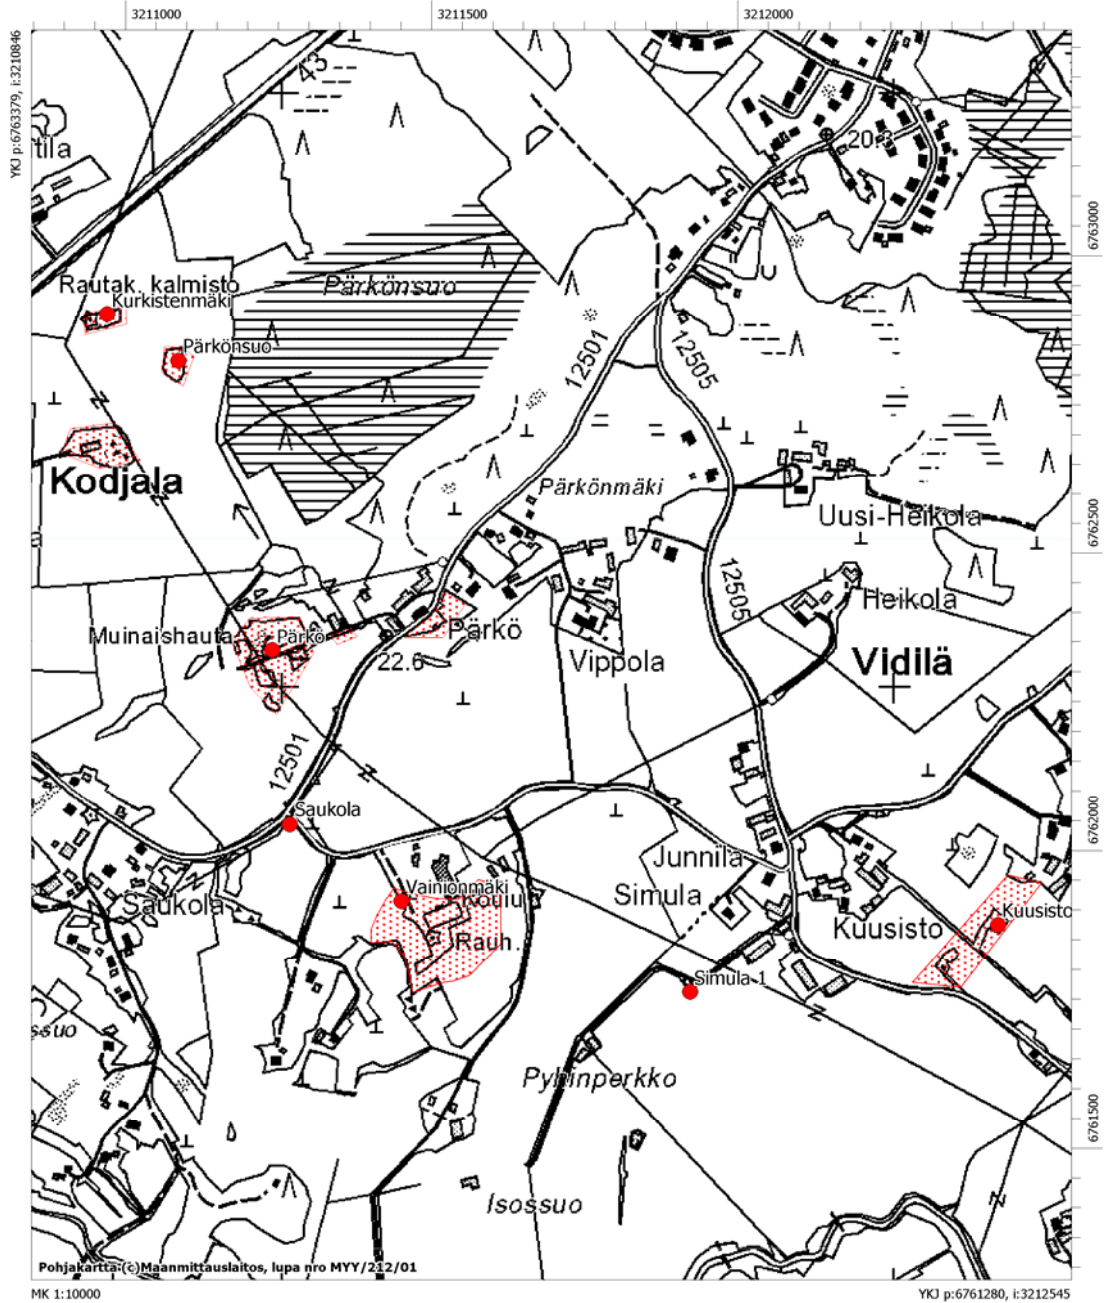 3211000
3211500
3212000
YKJ p:6763379, i:3210846
43
20.3
tila
6763000
Rautak. kalmisto
Kurkistenmäki
Pärkönsuo
Pärkönsuo
12501
12505
Kodjala
Pärkönmäki
Uusi-Heikola
6762500
a
12505
Heikola
Muinaishauta
Pärkö
Pärkö
22.6
Vippola
Vidilä
12501
Saukola
6762000
Junnila
Vainionmäki
Koulu
Simula
Saukola
Kuusisto
Kuusisto
Rauh.
Simula 1
ssuo
Pyhinperkko
6761500
Isossuo
Pohjakartta:(c)Maanmittauslaitos, lupa nro MYY/212/01
MK 1:10000
YKJ p:6761280, i:3212545